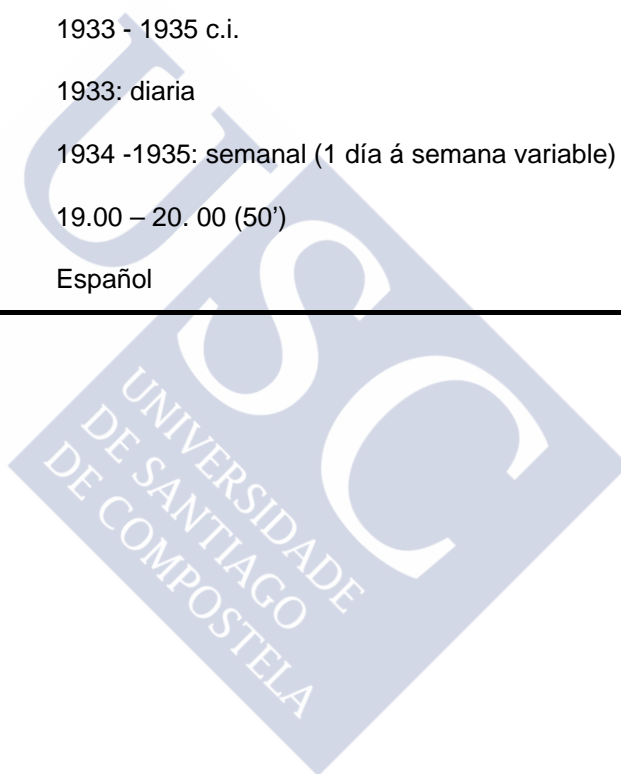 1933 - 1935 c.i.
1933: diaria
1934 -1935: semanal (1 día á semana variable)
19.00 – 20. 00 (50’)
Español
USC
UNIVERSIDADE
DE SANTIAGO
DE COMPOSTELA